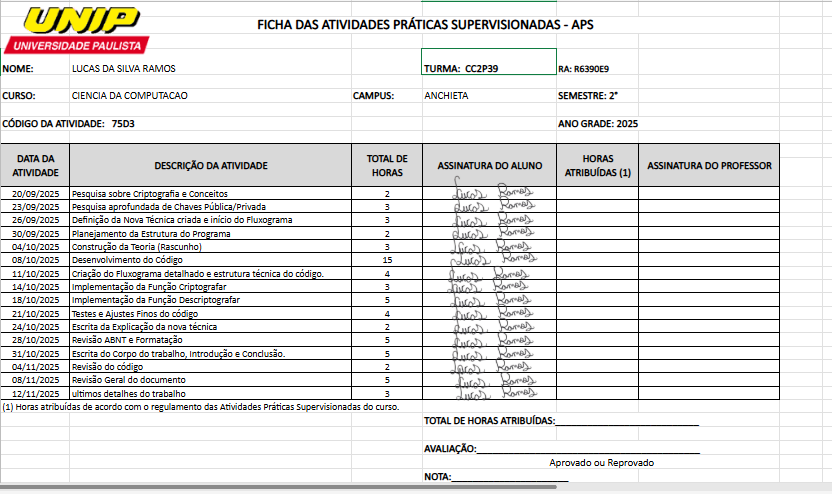 UNIP
UNIVERSIDADE PAULISTA
FICHA DAS ATIVIDADES PRÁTICAS SUPERVISIONADAS - APS
NOME: LUCAS DA SILVA RAMOS TURMA: CC2P39 RA: R6390E9
CURSO: CIENCIA DA COMPUTACAO CAMPUS: ANCHIETA SEMESTRE: 2°
CÓDIGO DA ATIVIDADE: 75D3 ANO GRADE: 2025
DATA DA ATIVIDADE DESCRIÇÃO DA ATIVIDADE TOTAL DE HORAS ASSINATURA DO ALUNO HORAS ATRIBUÍDAS (1) ASSINATURA DO PROFESSOR
20/09/2025 Pesquisa sobre Criptografia e Conceitos 2 Lucas Ramos
23/09/2025 Pesquisa aprofundada de Chaves Pública/Privada 3 Lucas Ramos
26/09/2025 Definição da Nova Técnica criada e início do Fluxograma 3 Lucas Ramos
30/09/2025 Planejamento da Estrutura do Programa 2 Lucas Ramos
04/10/2025 Construção da Teoria (Rascunho) 3 Lucas Ramos
08/10/2025 Desenvolvimento do Código 15 Lucas Ramos
11/10/2025 Criação do Fluxograma detalhado e estrutura técnica do código. 4 Lucas Ramos
14/10/2025 Implementação da Função Criptografar 3 Lucas Ramos
18/10/2025 Implementação da Função Descriptografar 5 Lucas Ramos
21/10/2025 Testes e Ajustes Finos do código 4 Lucas Ramos
24/10/2025 Escrita da Explicação da nova técnica 2 Lucas Ramos
28/10/2025 Revisão ABNT e Formatação 5 Lucas Ramos
31/10/2025 Escrita do Corpo do trabalho, Introdução e Conclusão. 5 Lucas Ramos
04/11/2025 Revisão do código 2 Lucas Ramos
08/11/2025 Revisão Geral do documento 5 Lucas Ramos
12/11/2025 ultimos detalhes do trabalho 3 Lucas Ramos
(1) Horas atribuídas de acordo com o regulamento das Atividades Práticas Supervisionadas do curso.
TOTAL DE HORAS ATRIBUÍDAS:
AVALIAÇÃO:
Aprovado ou Reprovado
NOTA: